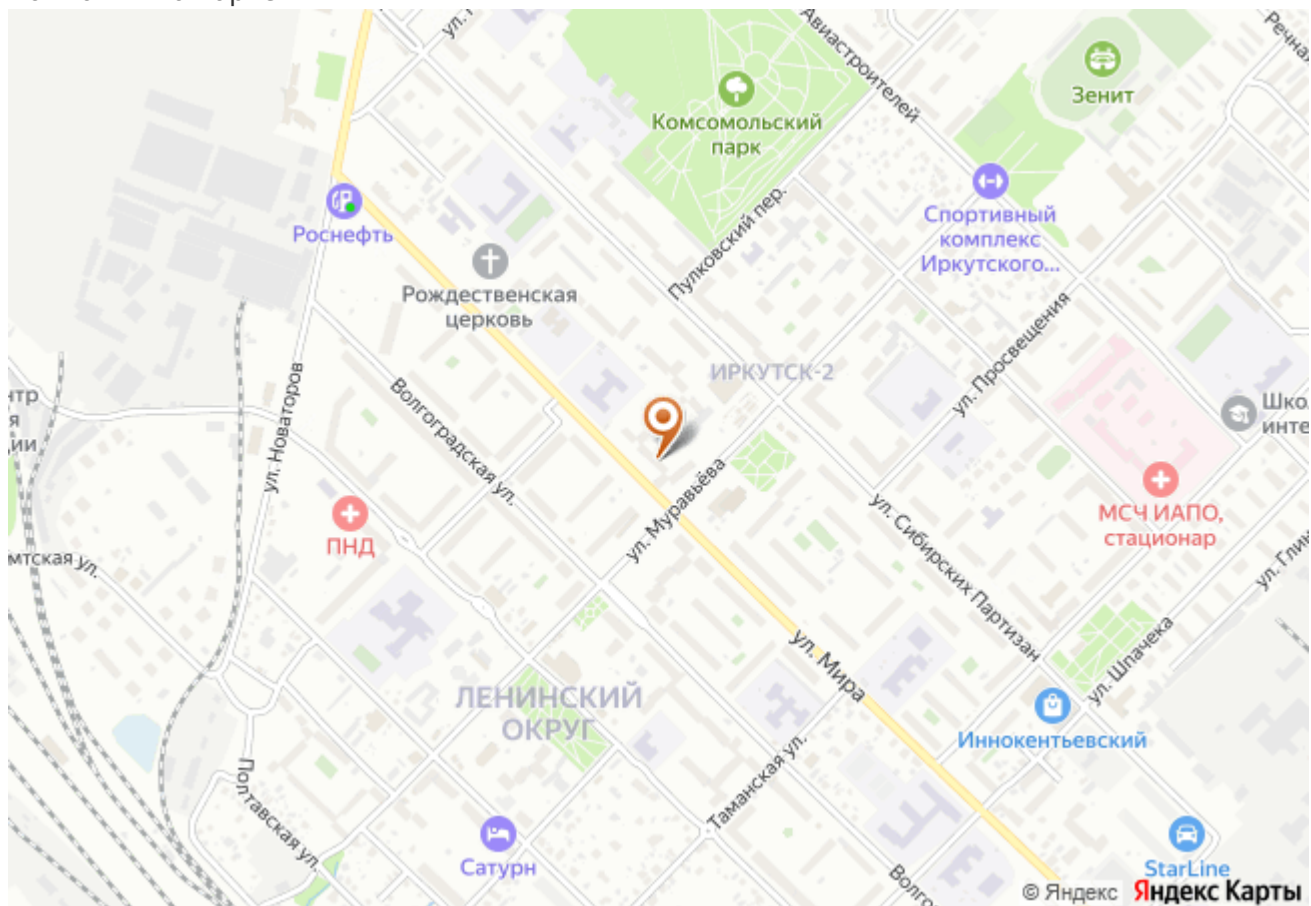 Авиастроителей
Речная
Зенит
Комсомольский
парк
Спортивный
комплекс
Иркутского...
Роснефть
Пулковский пер.
Рождественская
церковь
ул. Просвещения
ИРКУТСК-2
ул. Новаторов
Волгоградская ул.
ул. Муравьёва
МСЧ ИАПО,
стационар
ПНД
ул. Сибирских Партизан
ул. Мира
ул. Шпачека
ЛЕНИНСКИЙ
ОКРУГ
Иннокентьевский
Таманская ул.
Полтавская ул.
Сатурн
StarLine
© Яндекс Яндекс Карты